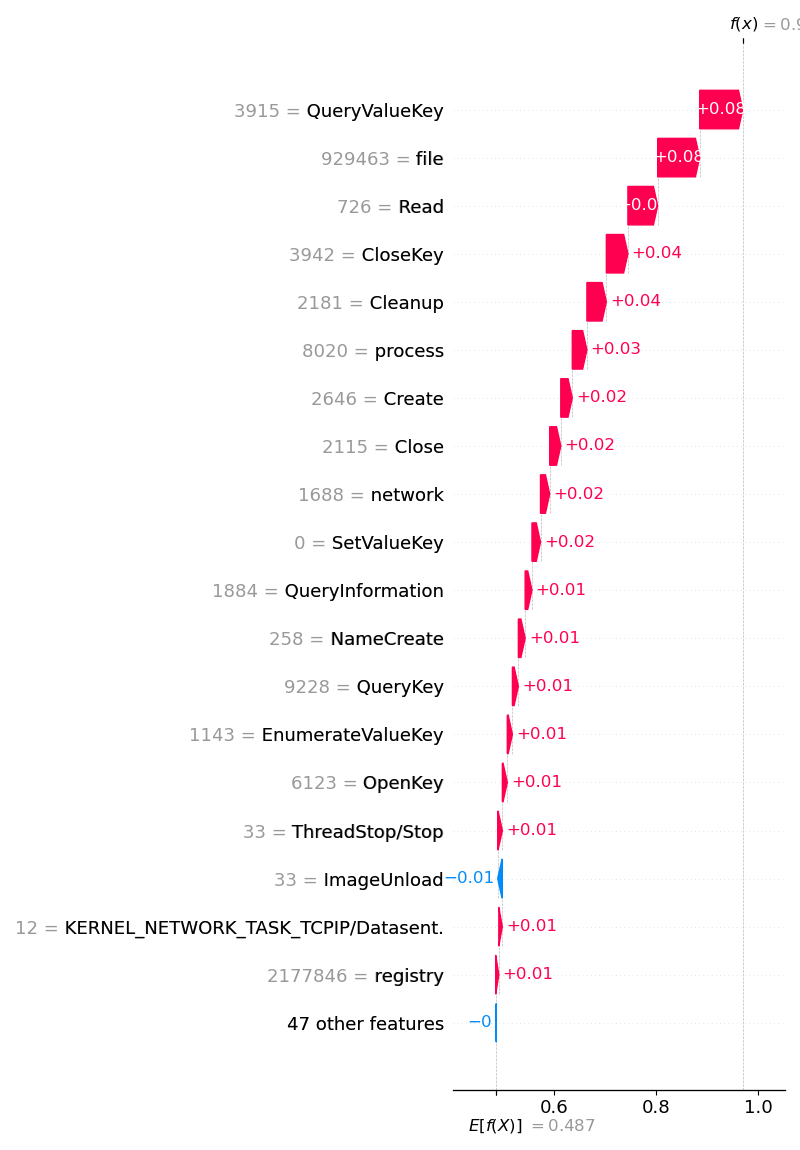 f(x) = 0.9
3915 = QueryValueKey +0.08
929463 = file +0.08
726 = Read
3942 = CloseKey +0.04
2181 = Cleanup +0.04
8020 = process +0.03
2646 = Create +0.02
2115 = Close +0.02
1688 = network +0.02
0 = SetValueKey +0.02
1884 = QueryInformation +0.01
258 = NameCreate +0.01
9228 = QueryKey +0.01
1143 = EnumerateValueKey +0.01
6123 = OpenKey +0.01
33 = ThreadStop/Stop +0.01
33 = ImageUnload −0.01
12 = KERNEL_NETWORK_TASK_TCPIP/Datasent. +0.01
2177846 = registry +0.01
47 other features −0
0.6 0.8 1.0
E[f(X)] = 0.487